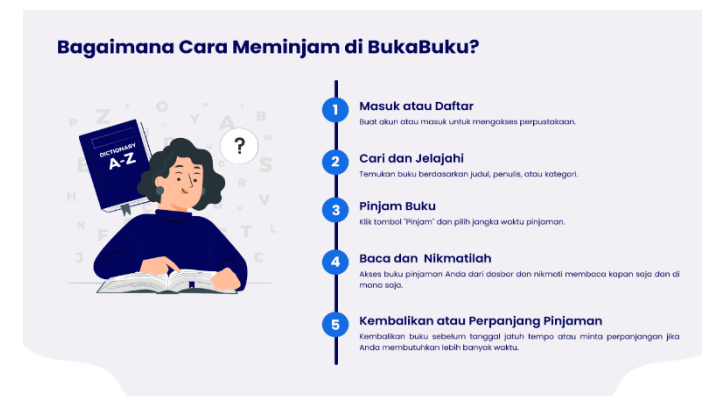 Bagaimana Cara Meminjam di BukaBuku?
DICTIONARY
A-Z
?
1
Masuk atau Daftar
Buat akun atau masuk untuk mengakses perpustakaan.
2
Cari dan Jelajahi
Temukan buku berdasarkan judul, penulis, atau kategori.
3
Pinjam Buku
Klik tombol "Pinjam" dan pilih jangka waktu pinjaman.
4
Baca dan Nikmatilah
Akses buku pinjaman Anda dari dasbor dan nikmati membaca kapan saja dan di
mana saja.
5
Kembalikan atau Perpanjang Pinjaman
Kembalikan buku sebelum tanggal jatuh tempo atau minta perpanjangan jika
Anda membutuhkan lebih banyak waktu.